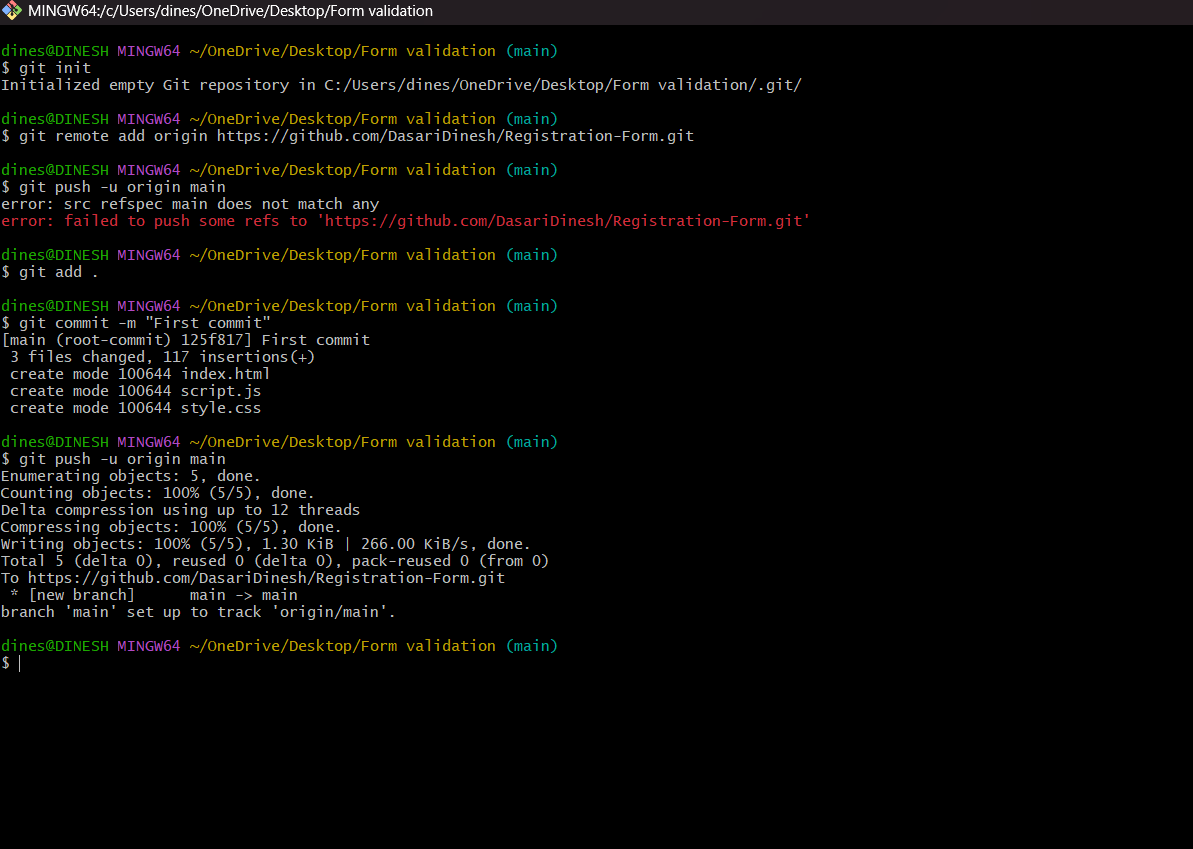 MINGW64:/c/Users/dines/OneDrive/Desktop/Form validation
dines@DINESH MINGW64 ~/OneDrive/Desktop/Form validation (main)
$ git init
Initialized empty Git repository in C:/Users/dines/OneDrive/Desktop/Form validation/.git/
dines@DINESH MINGW64 ~/OneDrive/Desktop/Form validation (main)
$ git remote add origin https://github.com/DasariDinesh/Registration-Form.git
dines@DINESH MINGW64 ~/OneDrive/Desktop/Form validation (main)
$ git push -u origin main
error: src refspec main does not match any
error: failed to push some refs to 'https://github.com/DasariDinesh/Registration-Form.git'
dines@DINESH MINGW64 ~/OneDrive/Desktop/Form validation (main)
$ git add .
dines@DINESH MINGW64 ~/OneDrive/Desktop/Form validation (main)
$ git commit -m "First commit"
[main (root-commit) 125f817] First commit
 3 files changed, 117 insertions(+)
 create mode 100644 index.html
 create mode 100644 script.js
 create mode 100644 style.css
dines@DINESH MINGW64 ~/OneDrive/Desktop/Form validation (main)
$ git push -u origin main
Enumerating objects: 5, done.
Counting objects: 100% (5/5), done.
Delta compression using up to 12 threads
Compressing objects: 100% (5/5), done.
Writing objects: 100% (5/5), 1.30 KiB | 266.00 KiB/s, done.
Total 5 (delta 0), reused 0 (delta 0), pack-reused 0 (from 0)
To https://github.com/DasariDinesh/Registration-Form.git
 * [new branch]      main -> main
branch 'main' set up to track 'origin/main'.
dines@DINESH MINGW64 ~/OneDrive/Desktop/Form validation (main)
$